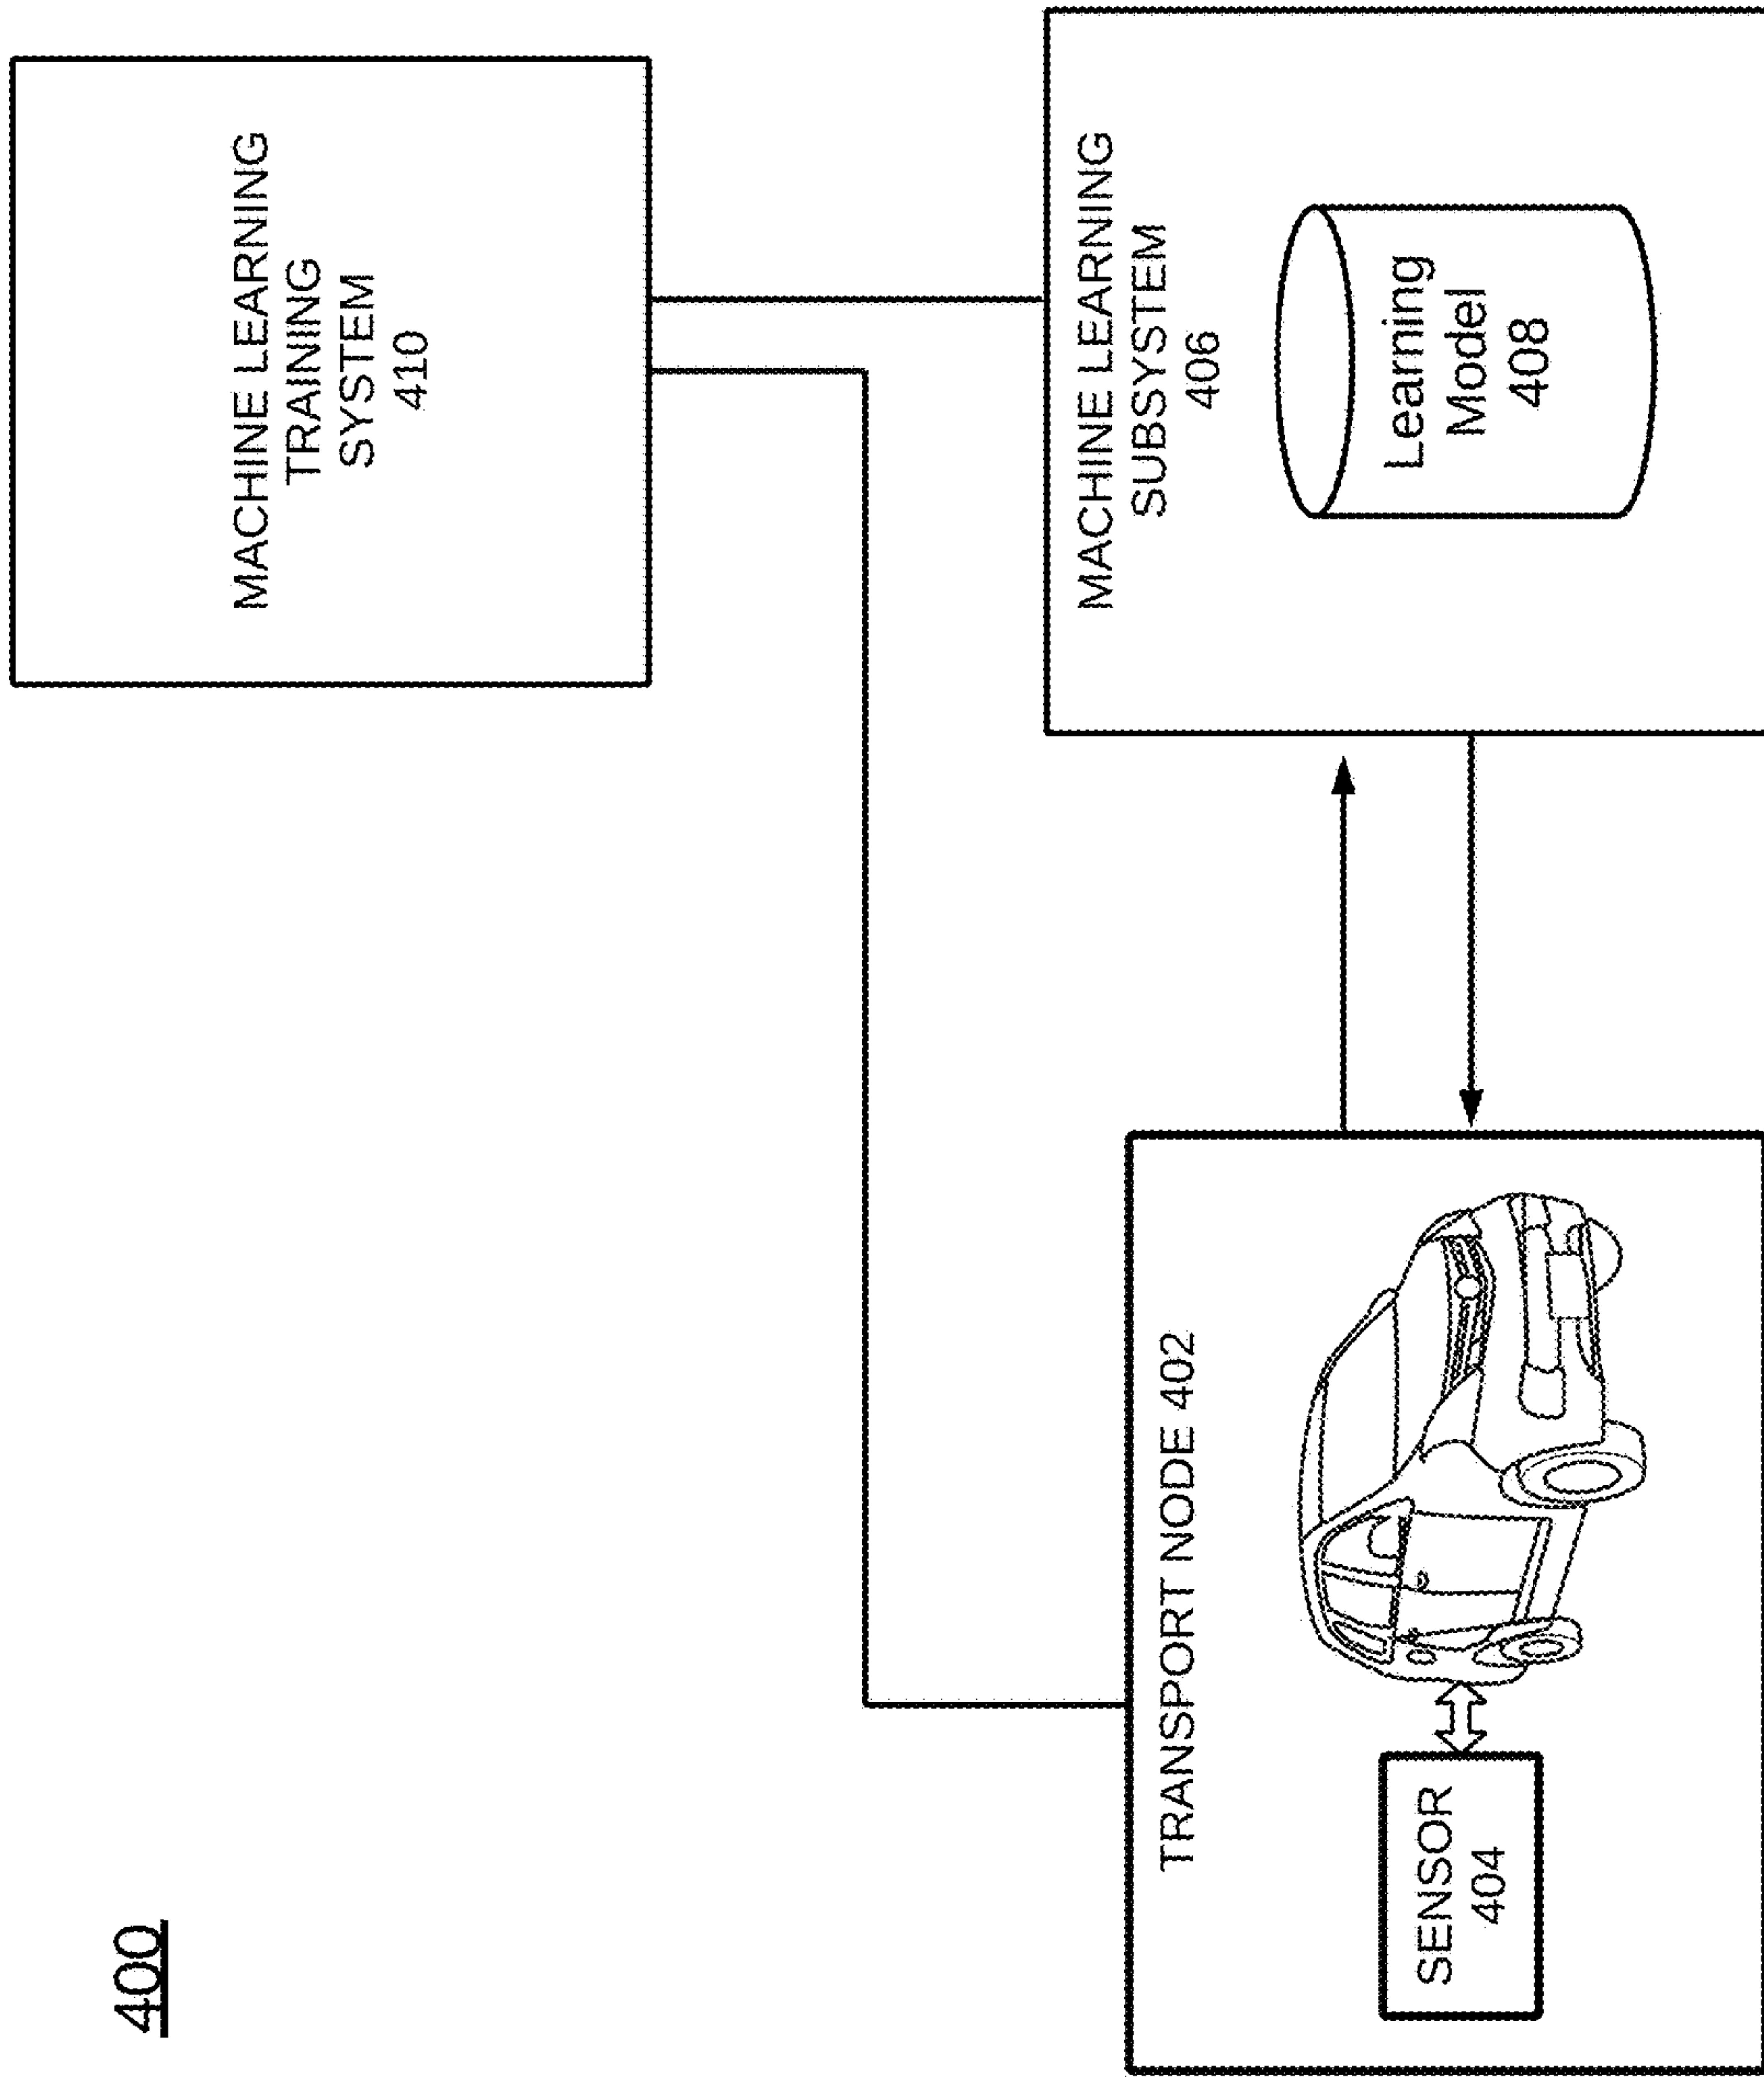 400
MACHINE LEARNING
TRAINING
SYSTEM
410
TRANSPORT NODE 402
SENSOR
404
MACHINE LEARNING
SUBSYSTEM
406
Learning
Model
408